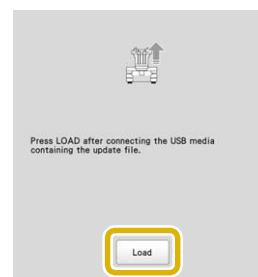 Press LOAD after connecting the USB media
containing the update file.
Load